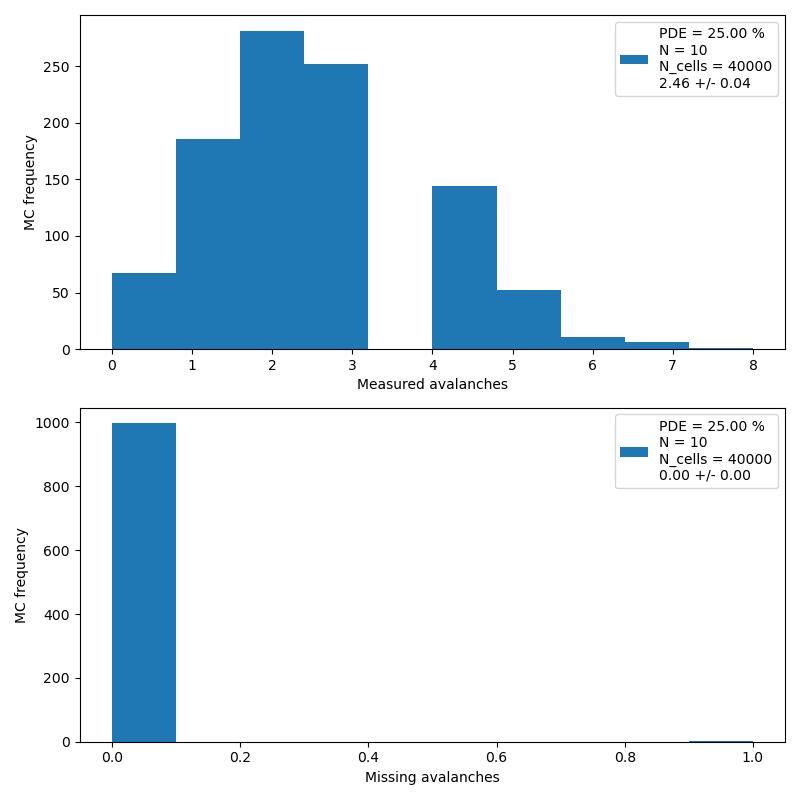 PDE = 25.00 %
N = 10
N_cells = 40000
2.46 +/- 0.04
MC frequency
250
200
150
100
50
0
0 1 2 3 4 5 6 7 8
Measured avalanches
PDE = 25.00 %
N = 10
N_cells = 40000
0.00 +/- 0.00
MC frequency
1000
800
600
400
200
0
0.0 0.2 0.4 0.6 0.8 1.0
Missing avalanches